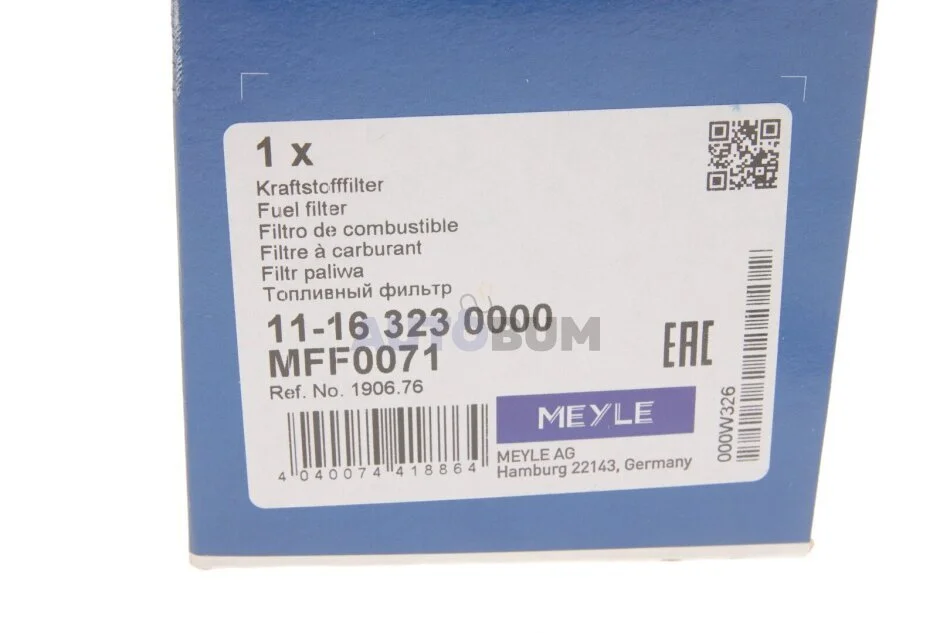 1 x
Kraftstofffilter
Fuel filter
Filtro de combustible
Filtre à carburant
Filtr paliwa
Топливный фильтр
11-16 323 0000
MFF0071
AUTOBUM
Ref. No. 1906.76
EAC
000W326
4 040074 418864
MEYLE
MEYLE AG
Hamburg 22143, Germany